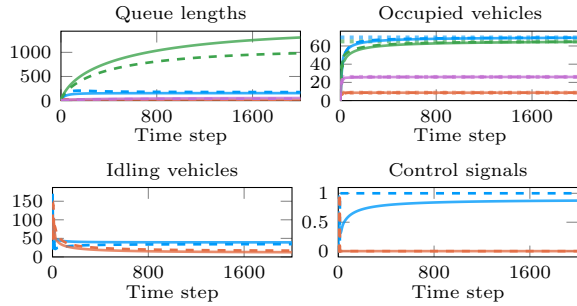 Queue lengths
1000
500
0
0 800 1600
Time step
Occupied vehicles
60
40
20
0
0 800 1600
Time step
Idling vehicles
150
100
50
0
0 800 1600
Time step
Control signals
1
0.5
0
0 800 1600
Time step